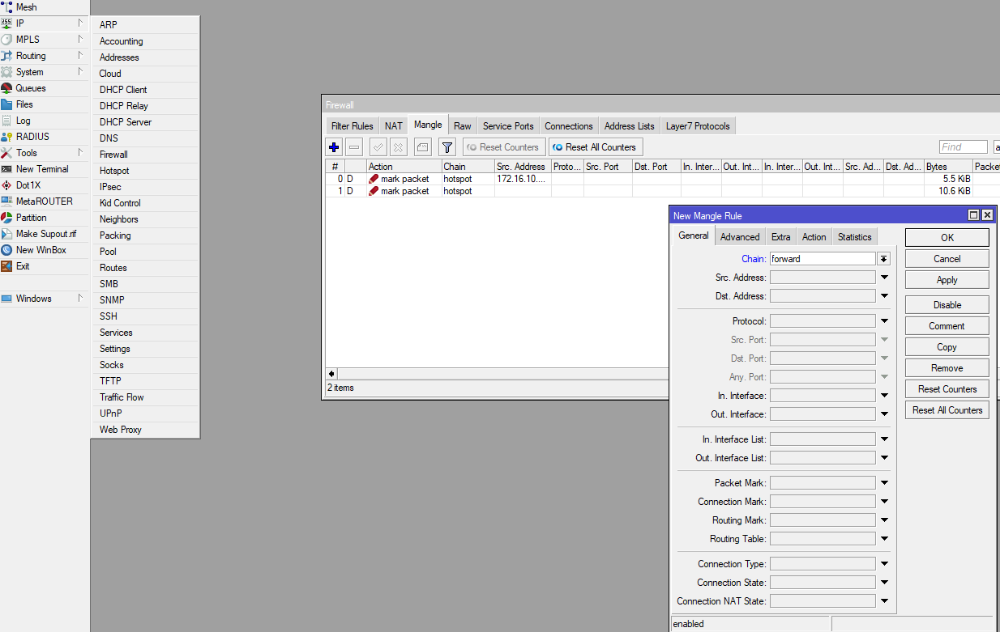 Mesh
IP
MPLS
Routing
System
Queues
Files
Log
RADIUS
Tools
New Terminal
Dot1X
MetaROUTER
Partition
Make Supout.rif
New WinBox
Exit
Windows
ARP
Accounting
Addresses
Cloud
DHCP Client
DHCP Relay
DHCP Server
DNS
Firewall
Hotspot
IPsec
Kid Control
Neighbors
Packing
Pool
Routes
SMB
SNMP
SSH
Services
Settings
Socks
TFTP
Traffic Flow
UPnP
Web Proxy
Firewall
Filter Rules NAT Mangle Raw Service Ports Connections Address Lists Layer7 Protocols
Reset Counters Reset All Counters Find
# Action Chain Src. Address Proto... Src. Port Dst. Port In. Inter... Out. Int... In. Inter... Out. Int... Src. Ad... Dst. Ad... Bytes Packe
0 D mark packet hotspot 172.16.10.... 5.5 KiB
1 D mark packet hotspot 10.6 KiB
2 items
New Mangle Rule
General Advanced Extra Action Statistics
Chain: forward
Src. Address:
Dst. Address:
Protocol:
Src. Port:
Dst. Port:
Any. Port:
In. Interface:
Out. Interface:
In. Interface List:
Out. Interface List:
Packet Mark:
Connection Mark:
Routing Mark:
Routing Table:
Connection Type:
Connection State:
Connection NAT State:
OK
Cancel
Apply
Disable
Comment
Copy
Remove
Reset Counters
Reset All Counters
enabled